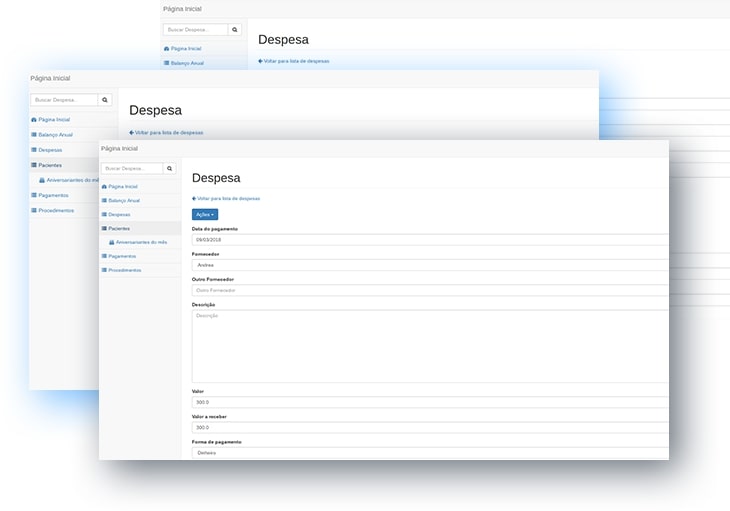 Página Inicial
Buscar Despesa...
Despesa
Página Inicial
Voltar para lista de despesas
Balanço Anual
Página Inicial
Buscar Despesa...
Despesa
Página Inicial
Balanço Anual
Voltar para lista de despesas
Despesas
Pacientes
Aniversariantes do mê
Pagamentos
Procedimentos
Página Inicial
Buscar Despesa...
Despesa
Página Inicial
Balanço Anual
Voltar para lista de despesas
Despesas
Ações
Pacientes
Aniversariantes do mês
Pagamentos
Procedimentos
Data do pagamento
09/03/2018
Fornecedor
Andrea
Outro Fornecedor
Outro Fornecedor
Descrição
Descrição
Valor
300.0
Valor a receber
300.0
Forma de pagamento
Dinheiro